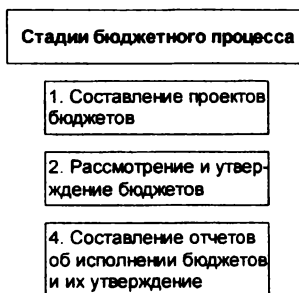 Стадии бюджетного процесса
1. Составление проектов
бюджетов
2. Рассмотрение и утвер-
ждение бюджетов
4. Составление отчетов
об исполнении бюджетов
и их утверждение